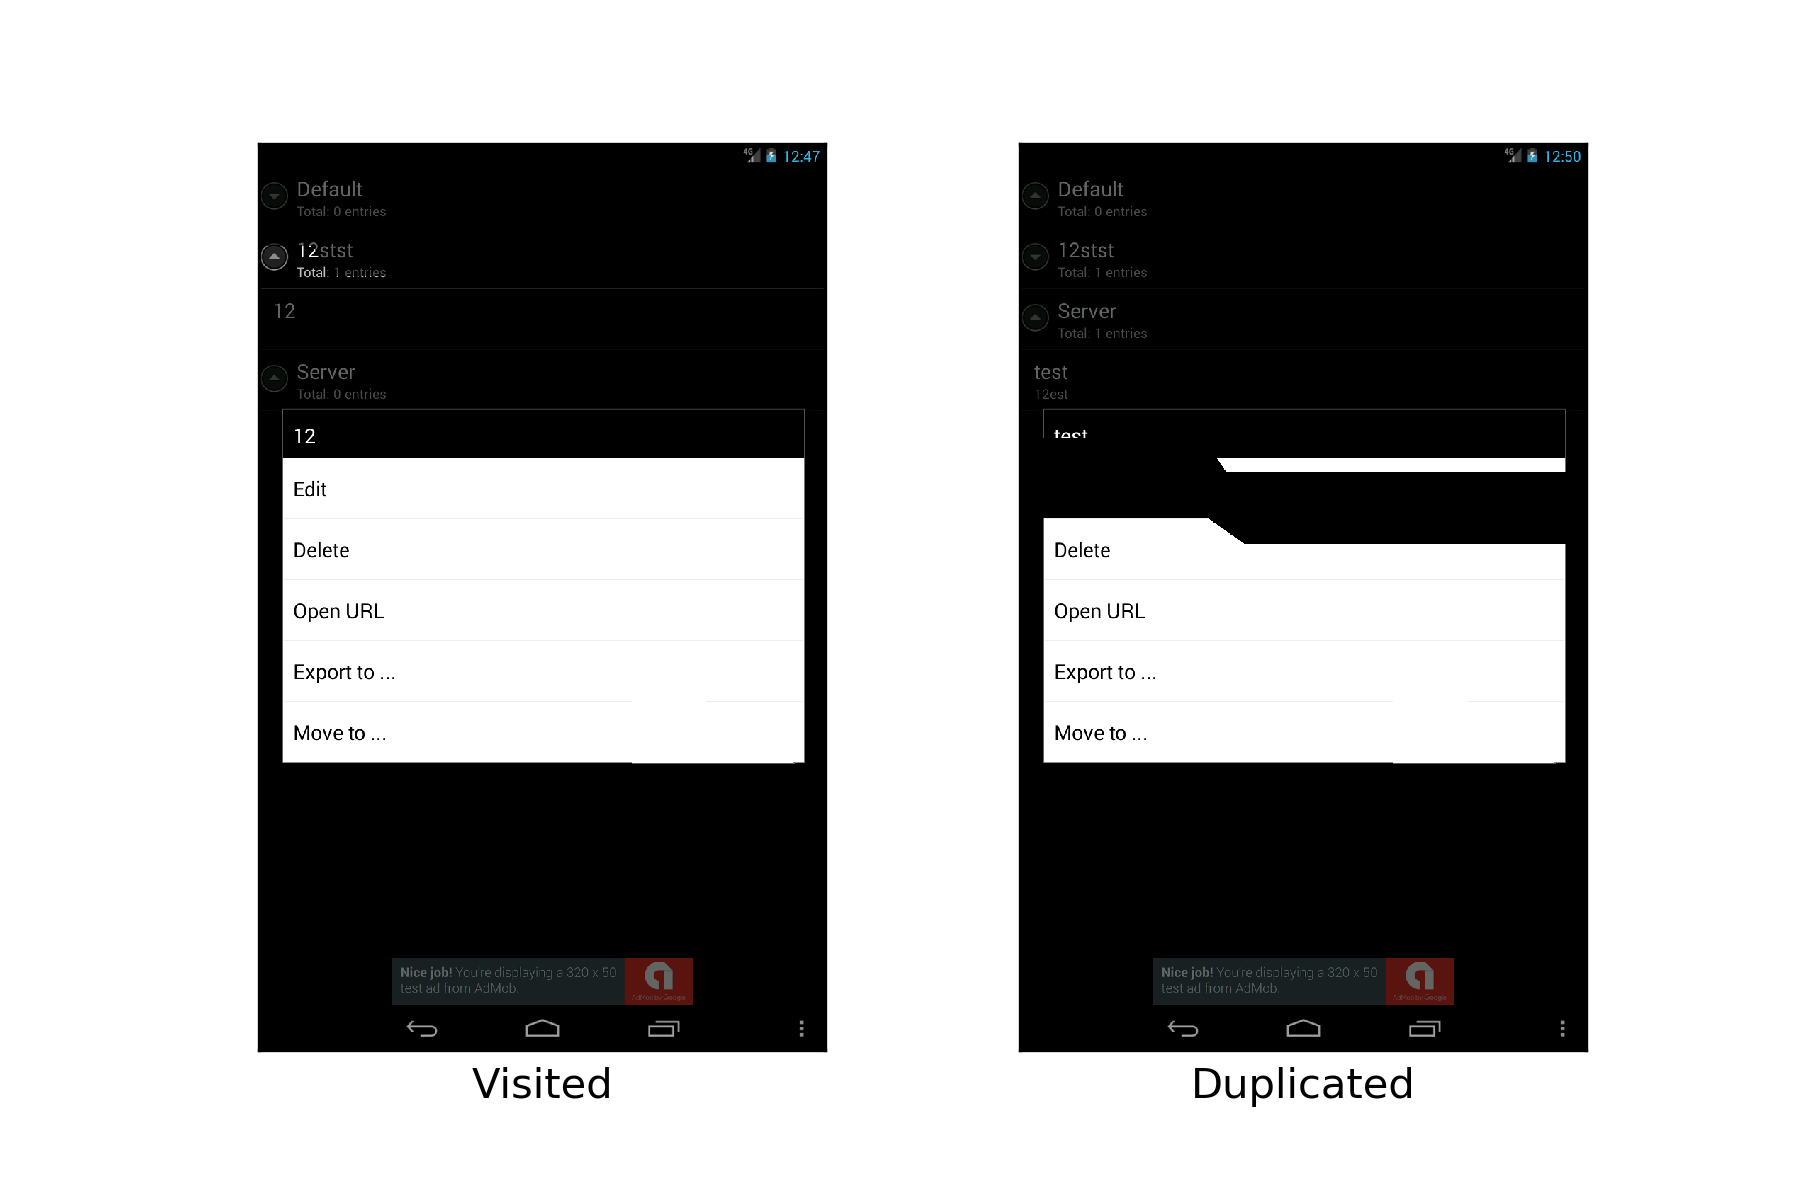 12:47
Default
Total: 0 entries
12stst
Total: 1 entries
12
Server
Total: 0 entries
12
Edit
Delete
Open URL
Export to ...
Move to ...
Nice job! You're displaying a 320 x 50
test ad from AdMob.
AdMob by Google
Visited
12:50
Default
Total: 0 entries
12stst
Total: 1 entries
Server
Total: 1 entries
test
12est
test
Delete
Open URL
Export to ...
Move to ...
Nice job! You're displaying a 320 x 50
test ad from AdMob.
AdMob by Google
Duplicated